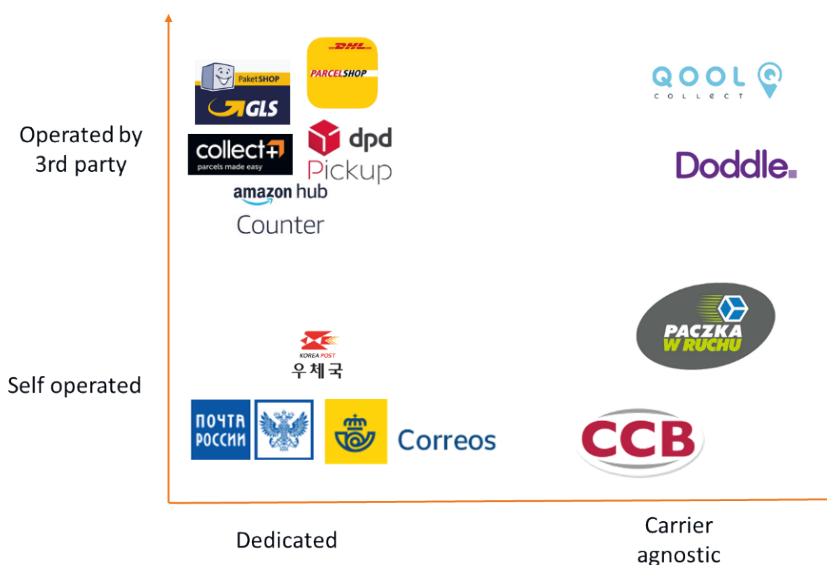 DHL
PARCELSHOP
PaketSHOP
GLS
QOOL
COLLECT
Operated by
3rd party
collect+
parcels made easy
dpd
Pickup
Doddle.
amazon hub
Counter
PACZKA
W RUCHU
KOREA POST
우체국
Self operated
ПОЧТА
РОССИИ
Correos
CCB
Dedicated
Carrier
agnostic